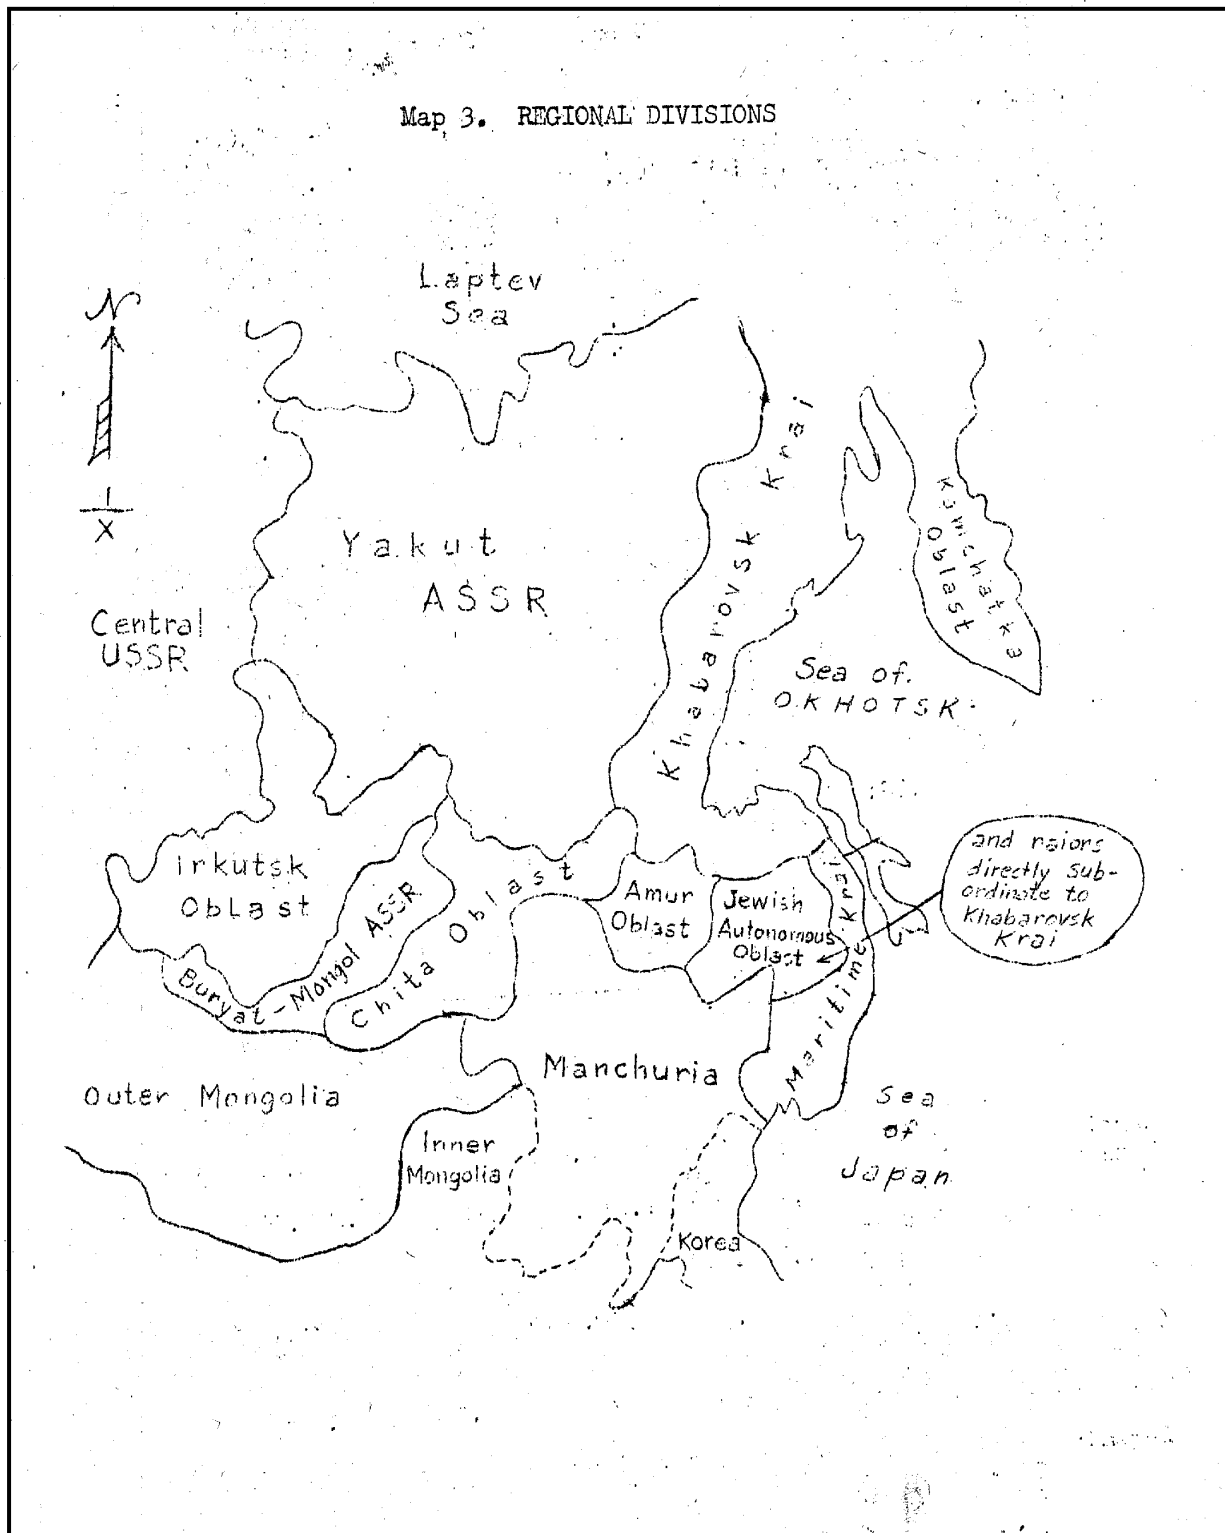 Map 3. REGIONAL DIVISIONS
Laptev
Sea
N
1
X
Khabarovsk Krai
Kamchatka
Oblast
Yakut
ASSR
Central
USSR
Sea of
OKHOTSK
Irkutsk
Oblast
Buryat-Mongol ASSR
Chita Oblast
Amur
Oblast
Jewish
Autonomous
Oblast
Maritime Krai
and raiors
directly Sub-
ordinate to
Khabarovsk
Krai
Manchuria
Outer Mongolia
Inner
Mongolia
Sea
of
Japan
Korea